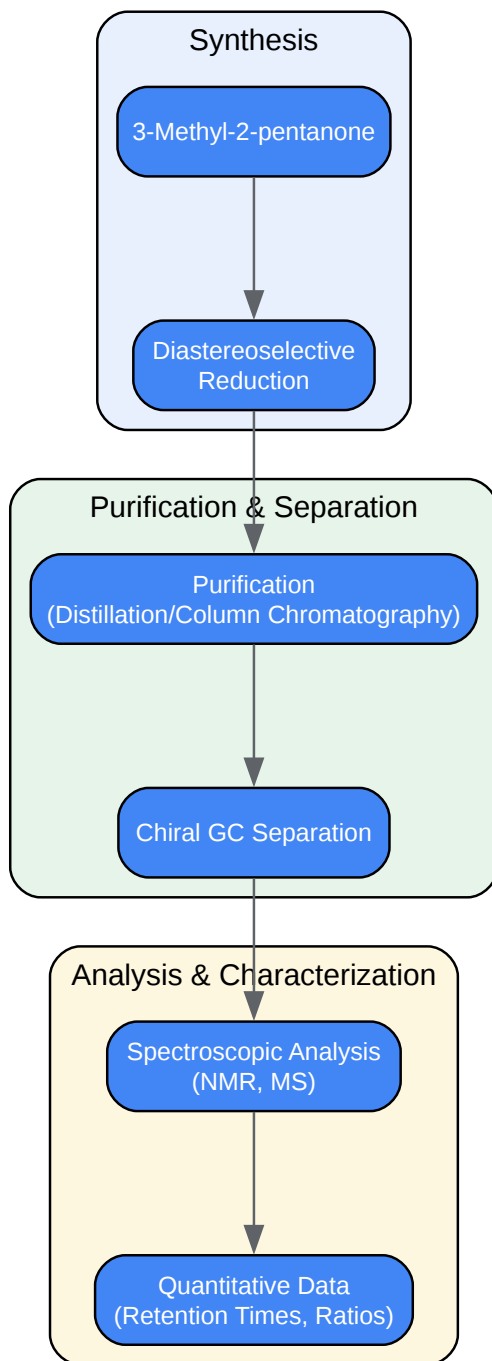 Synthesis
3-Methyl-2-pentanone
Diastereoselective
Reduction
Purification & Separation
Purification
(Distillation/Column Chromatography)
Chiral GC Separation
Analysis & Characterization
Spectroscopic Analysis
(NMR, MS)
Quantitative Data
(Retention Times, Ratios)